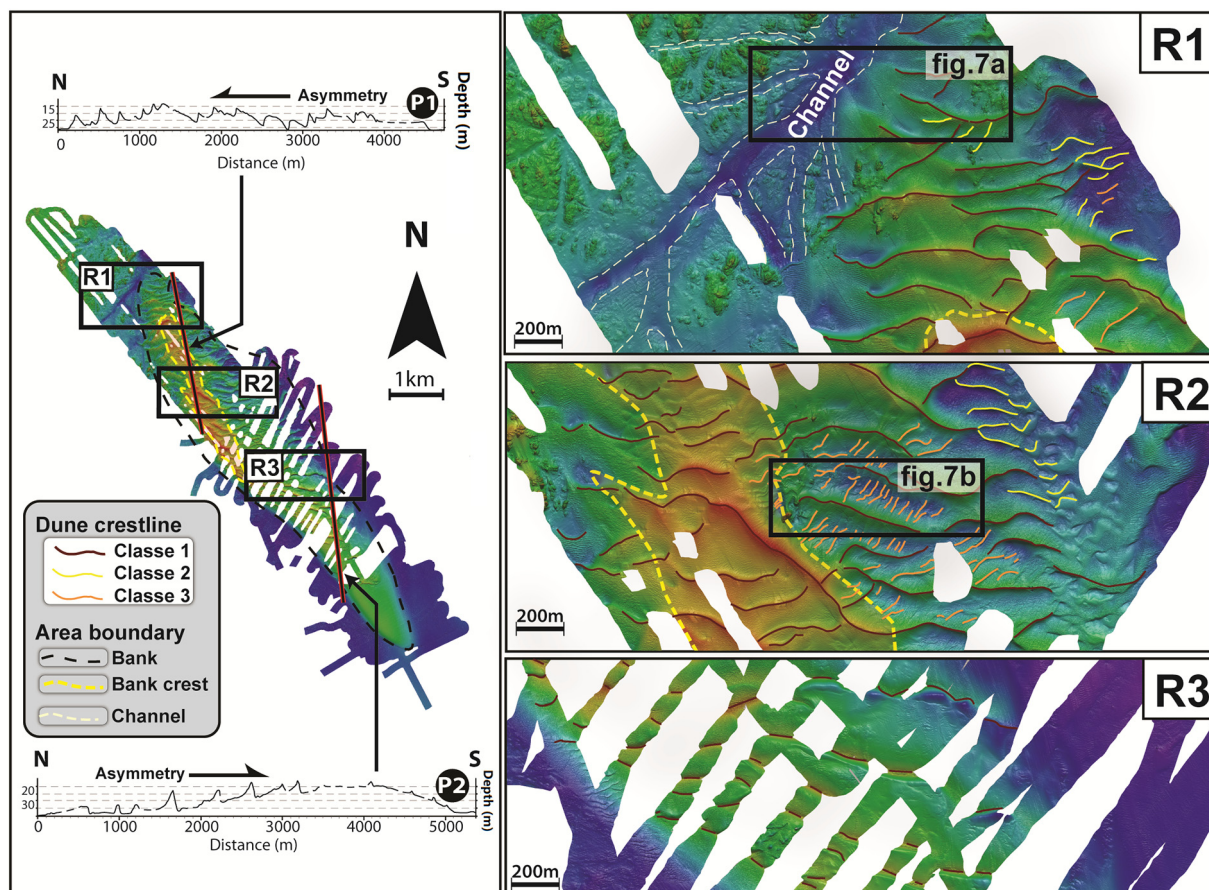 N
Asymmetry
S
P1
Depth (m)
15
25
0
1000
2000
3000
4000
Distance (m)
N
1km
R1
R2
R3
Dune crestline
Classe 1
Classe 2
Classe 3
Area boundary
Bank
Bank crest
Channel
N
Asymmetry
S
P2
Depth (m)
20
30
0
1000
2000
3000
4000
5000
Distance (m)
R1
fig.7a
Channel
200m
R2
fig.7b
200m
R3
200m